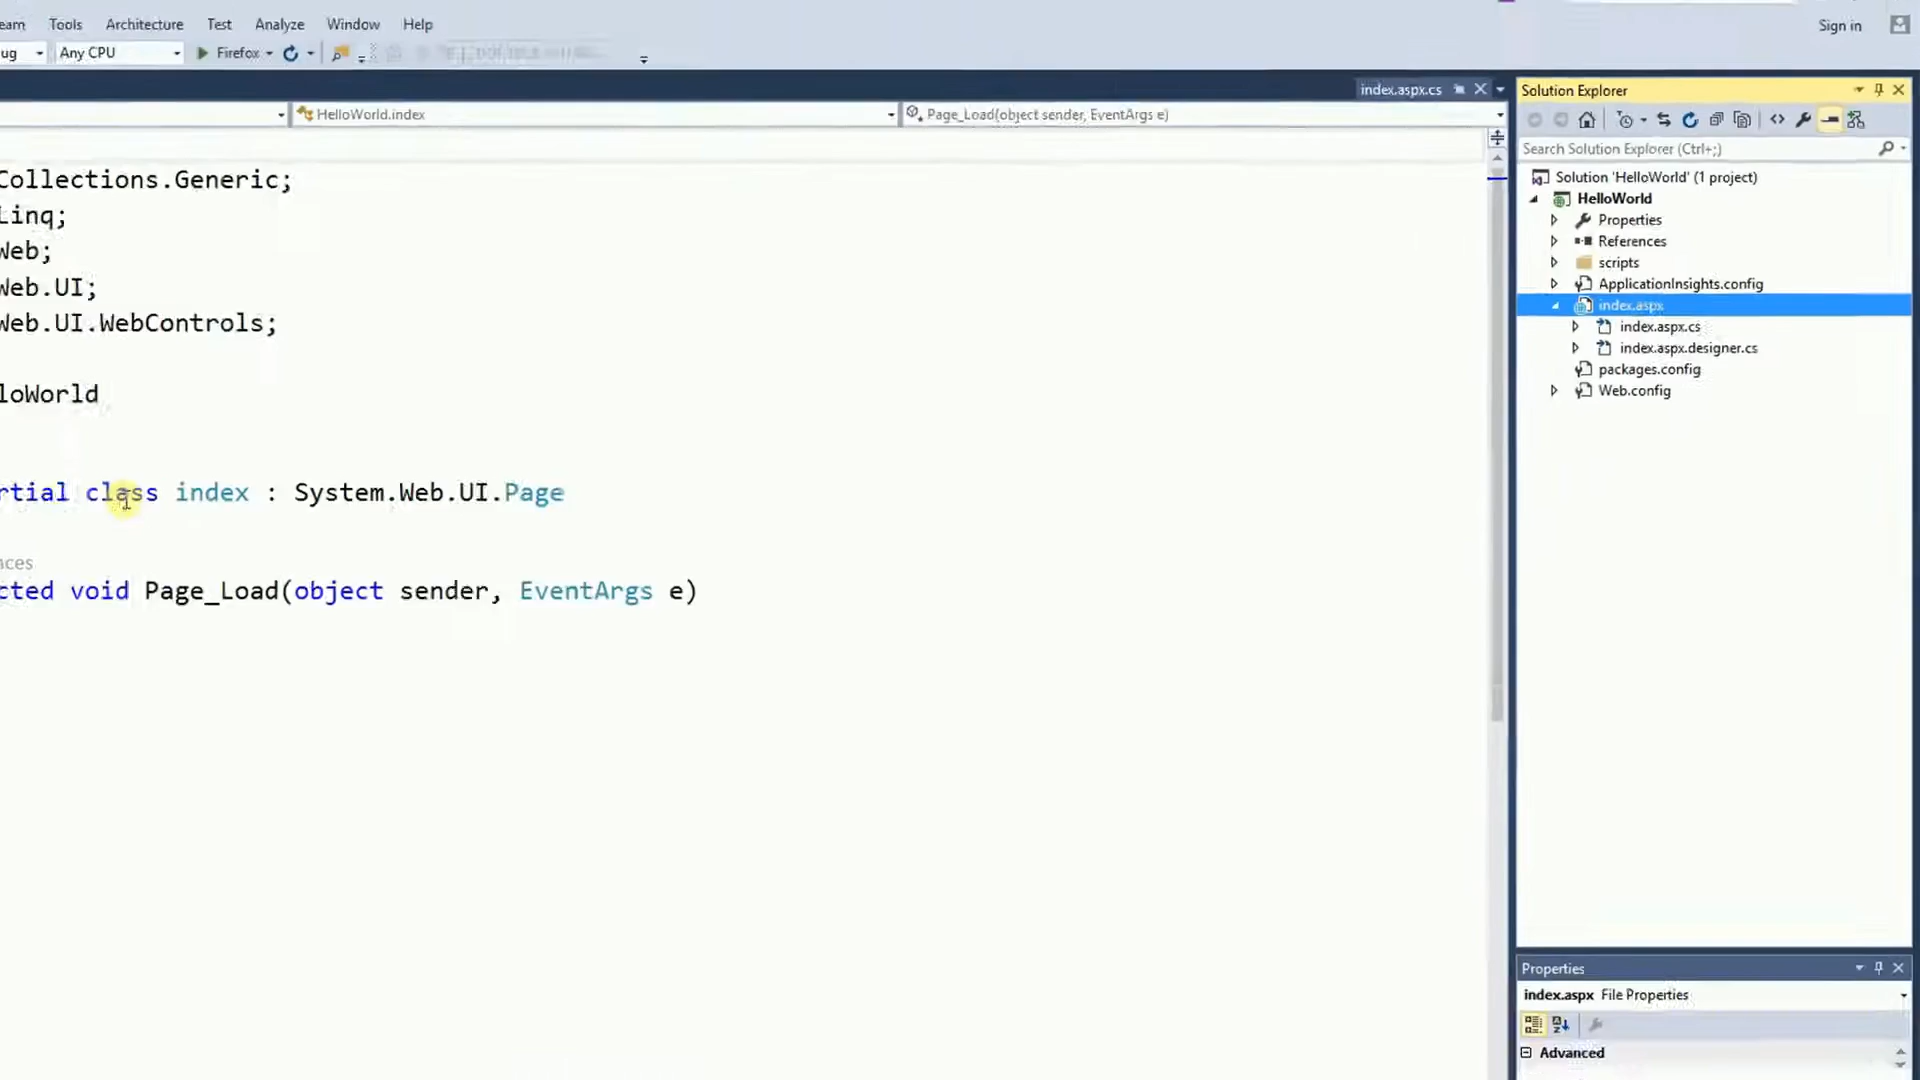 eam Tools Architecture Test Analyze Window Help Sign in
ug Any CPU Firefox
index.aspx.cs
HelloWorld.index Page_Load(object sender, EventArgs e)
Collections.Generic;
Linq;
Web;
Web.UI;
Web.UI.WebControls;
loWorld
rtial class index : System.Web.UI.Page
nces
cted void Page_Load(object sender, EventArgs e)
Solution Explorer
Search Solution Explorer (Ctrl+;)
Solution 'HelloWorld' (1 project)
HelloWorld
Properties
References
scripts
ApplicationInsights.config
index.aspx
index.aspx.cs
index.aspx.designer.cs
packages.config
Web.config
Properties
index.aspx File Properties
Advanced